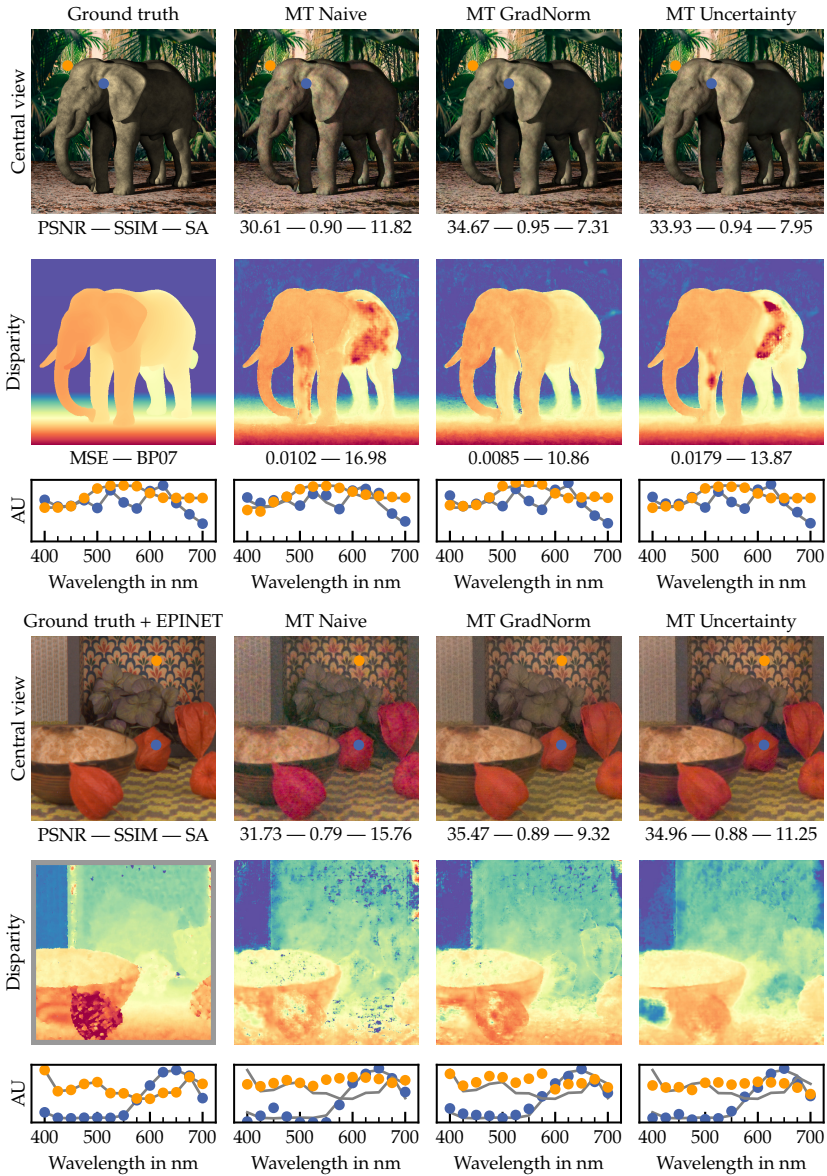 Ground truth MT Naive MT GradNorm MT Uncertainty
Central view
PSNR — SSIM — SA 30.61 — 0.90 — 11.82 34.67 — 0.95 — 7.31 33.93 — 0.94 — 7.95
Disparity
MSE — BP07 0.0102 — 16.98 0.0085 — 10.86 0.0179 — 13.87
AU
400 500 600 700 400 500 600 700 400 500 600 700 400 500 600 700
Wavelength in nm Wavelength in nm Wavelength in nm Wavelength in nm
Ground truth + EPINET MT Naive MT GradNorm MT Uncertainty
Central view
PSNR — SSIM — SA 31.73 — 0.79 — 15.76 35.47 — 0.89 — 9.32 34.96 — 0.88 — 11.25
Disparity
AU
400 500 600 700 400 500 600 700 400 500 600 700 400 500 600 700
Wavelength in nm Wavelength in nm Wavelength in nm Wavelength in nm